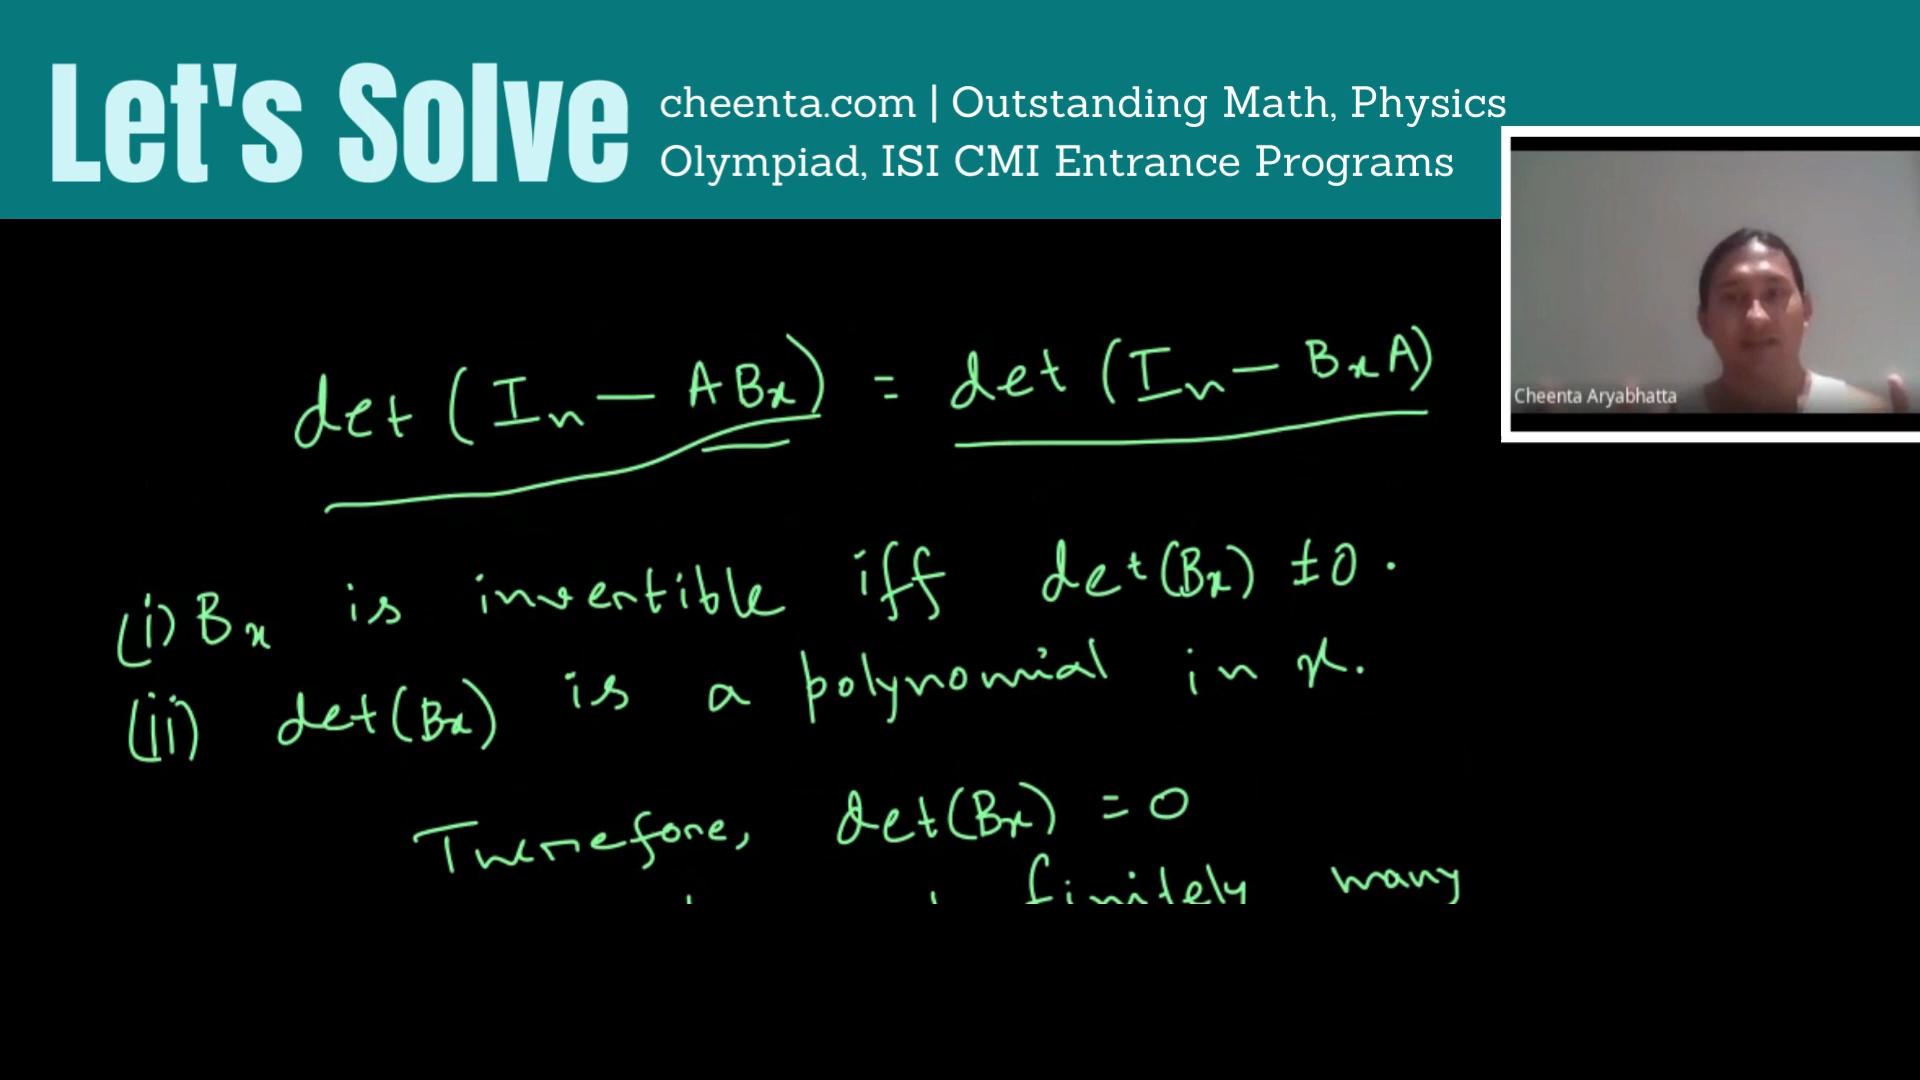 Let's Solve
cheenta.com | Outstanding Math, Physics
Olympiad, ISI CMI Entrance Programs
Cheenta Aryabhatta
det (Iₙ − ABₓ) = det (Iₙ − BₓA)
(i) Bₓ is invertible iff det(Bₓ) ≠ 0.
(ii) det(Bₓ) is a polynomial in x.
Therefore, det(Bₓ) = 0
finitely many